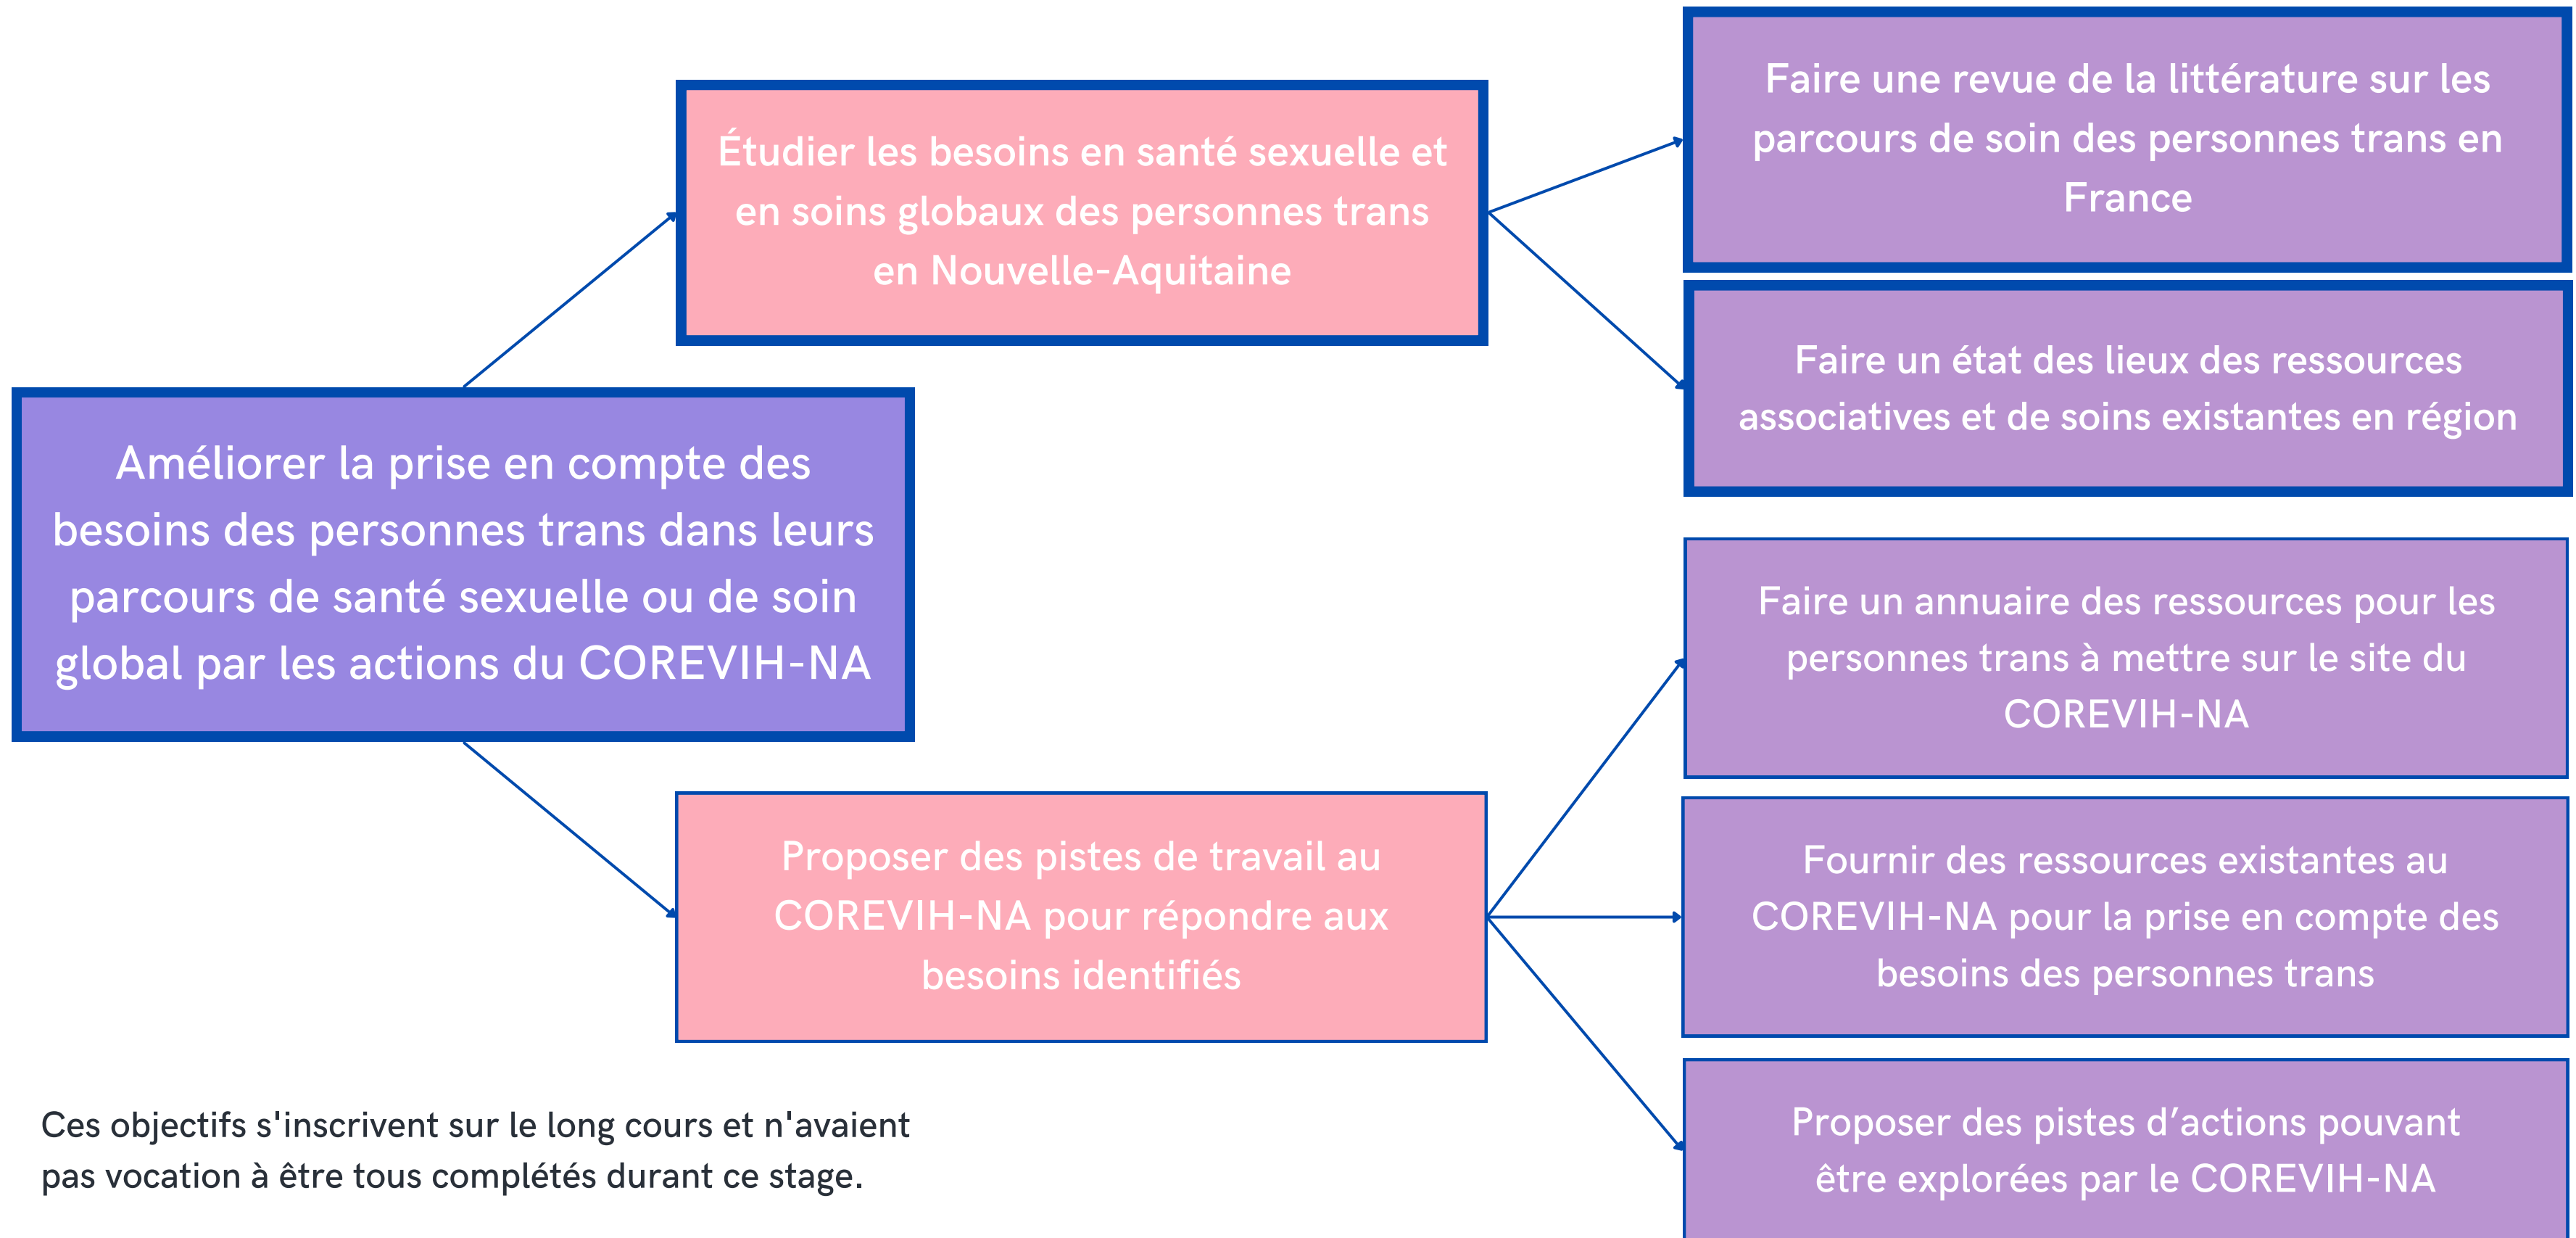 Faire une revue de la littérature sur les
parcours de soin des personnes trans en
France
Étudier les besoins en santé sexuelle et
en soins globaux des personnes trans
en Nouvelle-Aquitaine
Faire un état des lieux des ressources
associatives et de soins existantes en région
Améliorer la prise en compte des
besoins des personnes trans dans leurs
parcours de santé sexuelle ou de soin
global par les actions du COREVIH-NA
Faire un annuaire des ressources pour les
personnes trans à mettre sur le site du
COREVIH-NA
Proposer des pistes de travail au
COREVIH-NA pour répondre aux
besoins identifiés
Fournir des ressources existantes au
COREVIH-NA pour la prise en compte des
besoins des personnes trans
Proposer des pistes d’actions pouvant
être explorées par le COREVIH-NA
Ces objectifs s'inscrivent sur le long cours et n'avaient
pas vocation à être tous complétés durant ce stage.